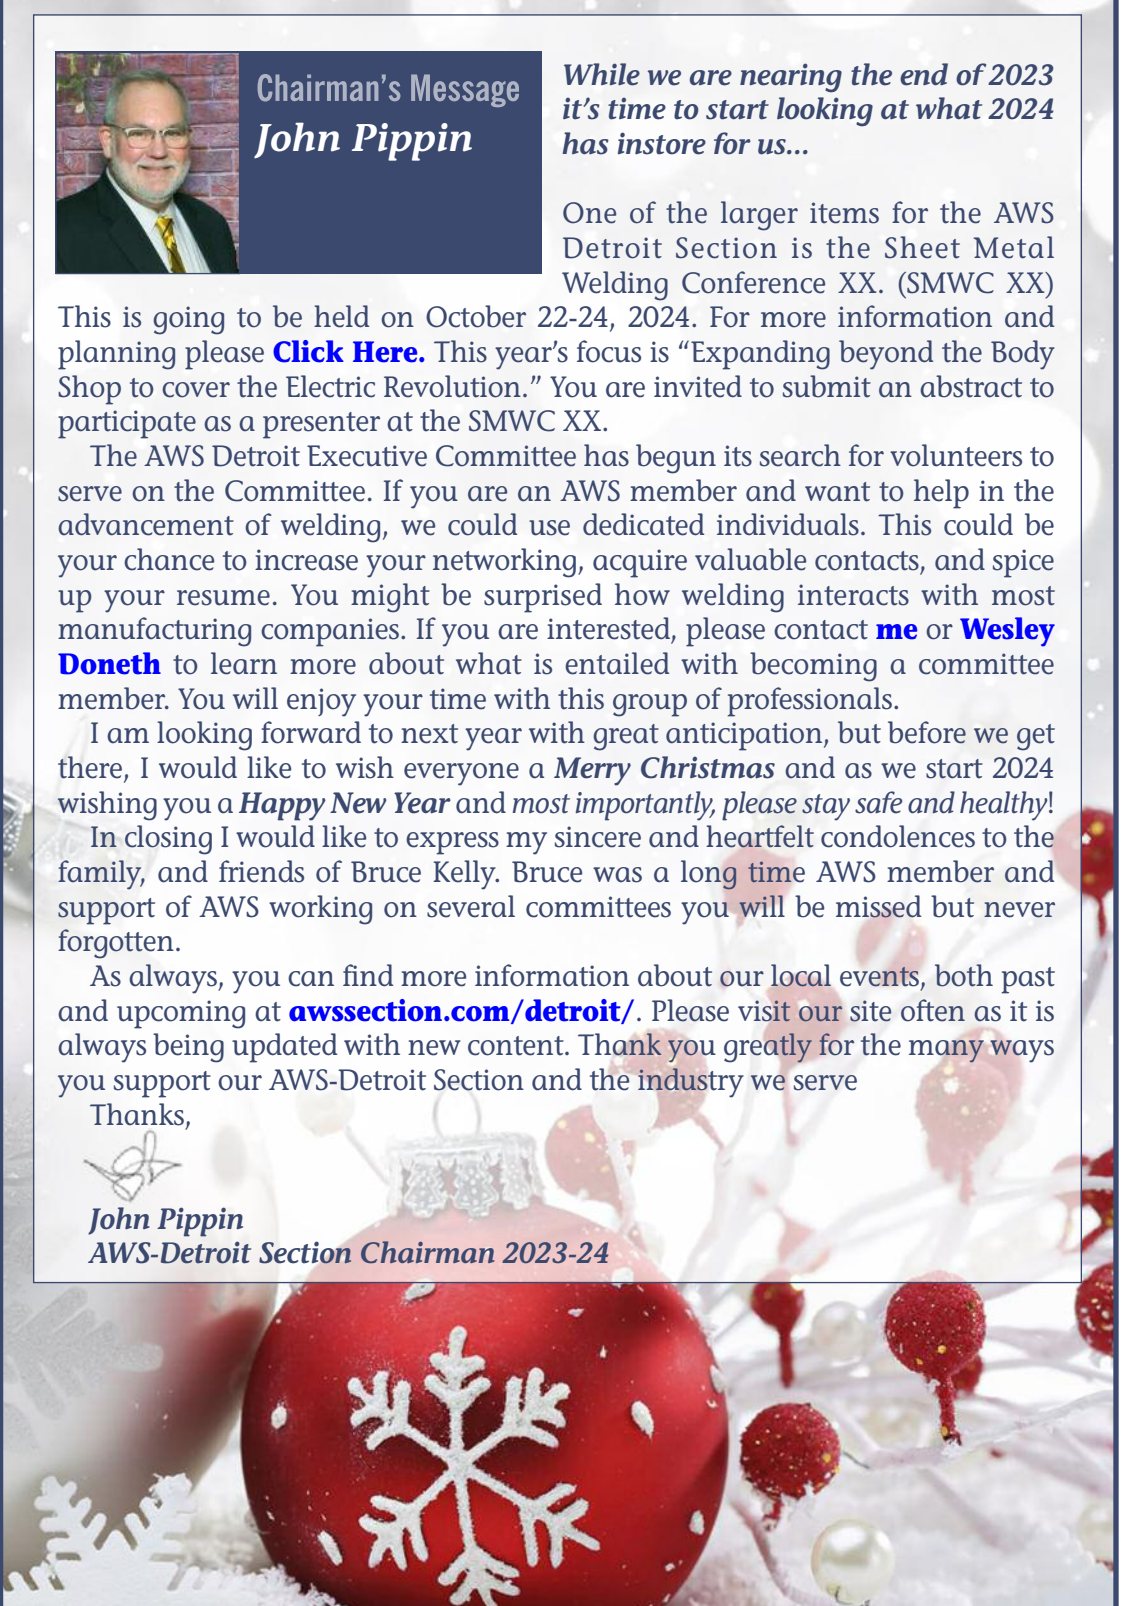 Chairman's Message
John Pippin
While we are nearing the end of 2023
it's time to start looking at what 2024
has instore for us...
One of the larger items for the AWS
Detroit Section is the Sheet Metal
Welding Conference XX. (SMWC XX)
This is going to be held on October 22-24, 2024. For more information and
planning please Click Here. This year's focus is “Expanding beyond the Body
Shop to cover the Electric Revolution.” You are invited to submit an abstract to
participate as a presenter at the SMWC XX.
The AWS Detroit Executive Committee has begun its search for volunteers to
serve on the Committee. If you are an AWS member and want to help in the
advancement of welding, we could use dedicated individuals. This could be
your chance to increase your networking, acquire valuable contacts, and spice
up your resume. You might be surprised how welding interacts with most
manufacturing companies. If you are interested, please contact me or Wesley
Doneth to learn more about what is entailed with becoming a committee
member. You will enjoy your time with this group of professionals.
I am looking forward to next year with great anticipation, but before we get
there, I would like to wish everyone a Merry Christmas and as we start 2024
wishing you a Happy New Year and most importantly, please stay safe and healthy!
In closing I would like to express my sincere and heartfelt condolences to the
family, and friends of Bruce Kelly. Bruce was a long time AWS member and
support of AWS working on several committees you will be missed but never
forgotten.
As always, you can find more information about our local events, both past
and upcoming at awssection.com/detroit/. Please visit our site often as it is
always being updated with new content. Thank you greatly for the many ways
you support our AWS-Detroit Section and the industry we serve
Thanks,
John Pippin
AWS-Detroit Section Chairman 2023-24